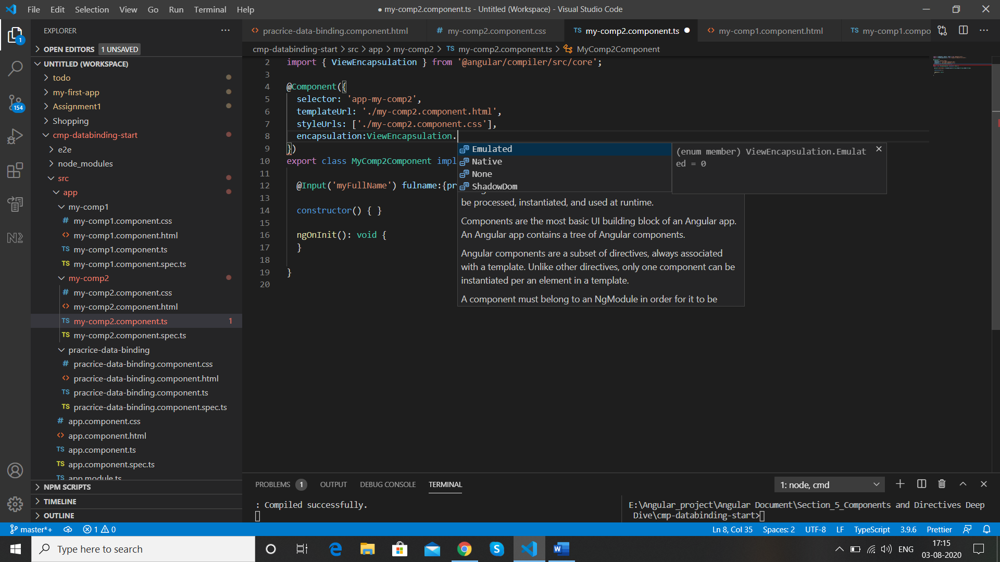 File Edit Selection View Go Run Terminal Help
● my-comp2.component.ts - Untitled (Workspace) - Visual Studio Code
EXPLORER
OPEN EDITORS 1 UNSAVED
UNTITLED (WORKSPACE)
todo
my-first-app
Assignment1
Shopping
cmp-databinding-start
e2e
node_modules
src
app
my-comp1
# my-comp1.component.css
<> my-comp1.component.html
TS my-comp1.component.ts
TS my-comp1.component.spec.ts
my-comp2
# my-comp2.component.css
<> my-comp2.component.html
TS my-comp2.component.ts 1
TS my-comp2.component.spec.ts
pracrice-data-binding
# pracrice-data-binding.component.css
<> pracrice-data-binding.component.html
TS pracrice-data-binding.component.ts
TS pracrice-data-binding.component.spec.ts
# app.component.css
<> app.component.html
TS app.component.ts
TS app.component.spec.ts
TS app.module.ts
NPM SCRIPTS
TIMELINE
OUTLINE
1
154
<> pracrice-data-binding.component.html # my-comp2.component.css TS my-comp2.component.ts ● <> my-comp1.component.html TS my-comp1.compo
cmp-databinding-start > src > app > my-comp2 > TS my-comp2.component.ts > MyComp2Component
2 import { ViewEncapsulation } from '@angular/compiler/src/core';
3
4 @Component({
5 selector: 'app-my-comp2',
6 templateUrl: './my-comp2.component.html',
7 styleUrls: ['./my-comp2.component.css'],
8 encapsulation:ViewEncapsulation.
9 })
10 export class MyComp2Component impl
11
12 @Input('myFullName') fulname:{pr
13
14 constructor() { }
15
16 ngOnInit(): void {
17 }
18
19 }
20
Emulated
Native
None
ShadowDom
(enum member) ViewEncapsulation.Emulat
ed = 0
be processed, instantiated, and used at runtime.
Components are the most basic UI building block of an Angular app.
An Angular app contains a tree of Angular components.
Angular components are a subset of directives, always associated
with a template. Unlike other directives, only one component can be
instantiated per an element in a template.
A component must belong to an NgModule in order for it to be
PROBLEMS 1 OUTPUT DEBUG CONSOLE TERMINAL
1: node, cmd
: Compiled successfully.
E:\Angular_project\Angular Document\Section_5_Components and Directives Deep
Dive\cmp-databinding-start>
master*+ 1 0
Ln 8, Col 35 Spaces: 2 UTF-8 LF TypeScript 3.9.6 Prettier
Type here to search
ENG
17:15
03-08-2020